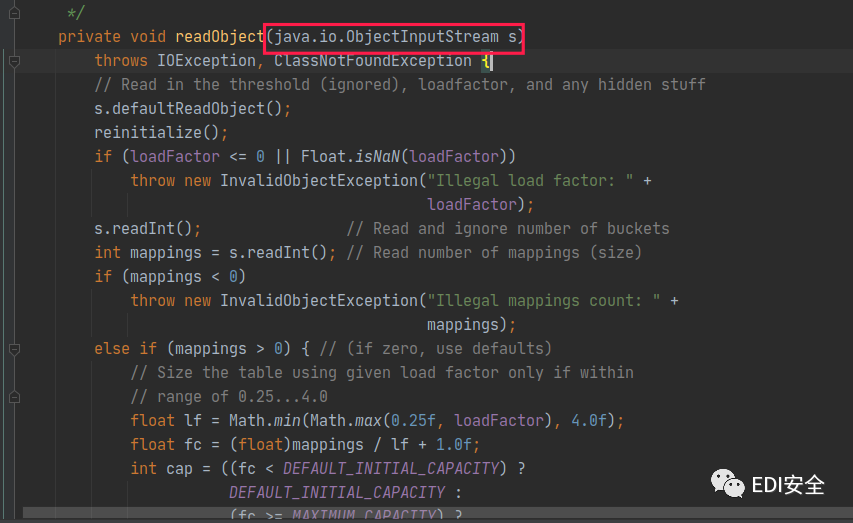 */
private void readObject(java.io.ObjectInputStream s)
throws IOException, ClassNotFoundException {
// Read in the threshold (ignored), loadfactor, and any hidden stuff
s.defaultReadObject();
reinitialize();
if (loadFactor <= 0 || Float.isNaN(loadFactor))
throw new InvalidObjectException("Illegal load factor: " +
loadFactor);
s.readInt(); // Read and ignore number of buckets
int mappings = s.readInt(); // Read number of mappings (size)
if (mappings < 0)
throw new InvalidObjectException("Illegal mappings count: " +
mappings);
else if (mappings > 0) { // (if zero, use defaults)
// Size the table using given load factor only if within
// range of 0.25...4.0
float lf = Math.min(Math.max(0.25f, loadFactor), 4.0f);
float fc = (float)mappings / lf + 1.0f;
int cap = ((fc < DEFAULT_INITIAL_CAPACITY) ?
DEFAULT_INITIAL_CAPACITY :
(fc >= MAXIMUM_CAPACITY) ?
EDI安全